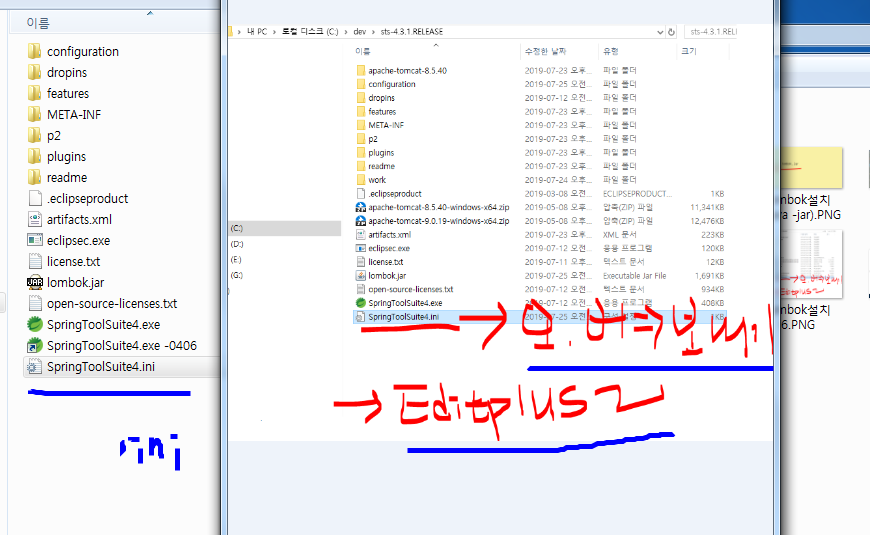 이름
configuration
dropins
features
META-INF
p2
plugins
readme
.eclipseproduct
artifacts.xml
eclipsec.exe
license.txt
lombok.jar
open-source-licenses.txt
SpringToolSuite4.exe
SpringToolSuite4.exe -0406
SpringToolSuite4.ini
ini
내 PC › 로컬 디스크 (C:) › dev › sts-4.3.1.RELEASE
sts-4.3.1.REL
이름 수정한 날짜 유형 크기
apache-tomcat-8.5.40 2019-07-23 오후... 파일 폴더
configuration 2019-07-25 오전... 파일 폴더
dropins 2019-07-12 오전... 파일 폴더
features 2019-07-23 오후... 파일 폴더
META-INF 2019-07-23 오후... 파일 폴더
p2 2019-07-23 오후... 파일 폴더
plugins 2019-07-23 오후... 파일 폴더
readme 2019-07-23 오후... 파일 폴더
work 2019-07-24 오후... 파일 폴더
.eclipseproduct 2019-03-08 오전... ECLIPSEPRODUCT... 1KB
apache-tomcat-8.5.40-windows-x64.zip 2019-05-08 오후... 압축(ZIP) 파일 11,341KB
apache-tomcat-9.0.19-windows-x64.zip 2019-05-08 오후... 압축(ZIP) 파일 12,476KB
artifacts.xml 2019-07-23 오후... XML 문서 223KB
eclipsec.exe 2019-07-12 오전... 응용 프로그램 120KB
license.txt 2019-07-11 오전... 텍스트 문서 12KB
lombok.jar 2019-07-25 오전... Executable Jar File 1,691KB
open-source-licenses.txt 2019-07-12 오전... 텍스트 문서 934KB
SpringToolSuite4.exe 2019-07-12 오전... 응용 프로그램 408KB
SpringToolSuite4.ini 2019-07-25 오전... KB
(C:)
(D:)
(E:)
(G:)
오.버⇒보내기
→ Editplus2
nbok설치
a -jar).PNG
nbok설치
6.PNG